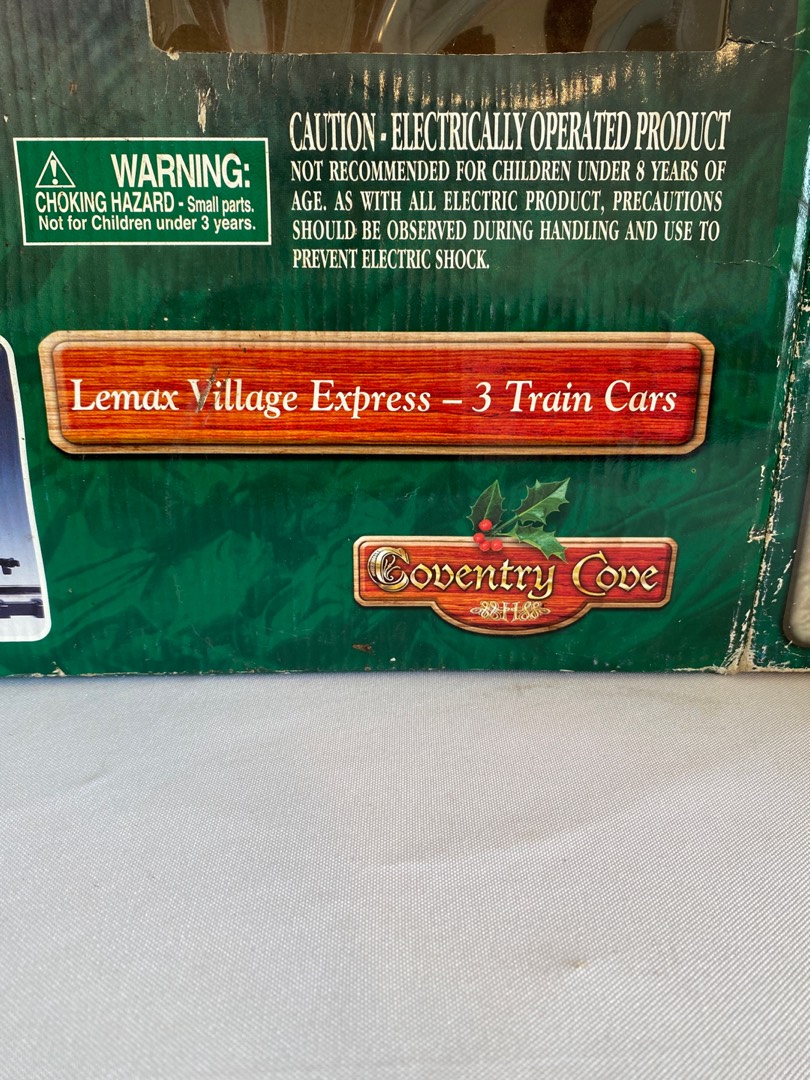 WARNING:
CHOKING HAZARD - Small parts.
Not for Children under 3 years.
CAUTION - ELECTRICALLY OPERATED PRODUCT
NOT RECOMMENDED FOR CHILDREN UNDER 8 YEARS OF
AGE. AS WITH ALL ELECTRIC PRODUCT, PRECAUTIONS
SHOULD BE OBSERVED DURING HANDLING AND USE TO
PREVENT ELECTRIC SHOCK.
Lemax Village Express – 3 Train Cars
Coventry Cove